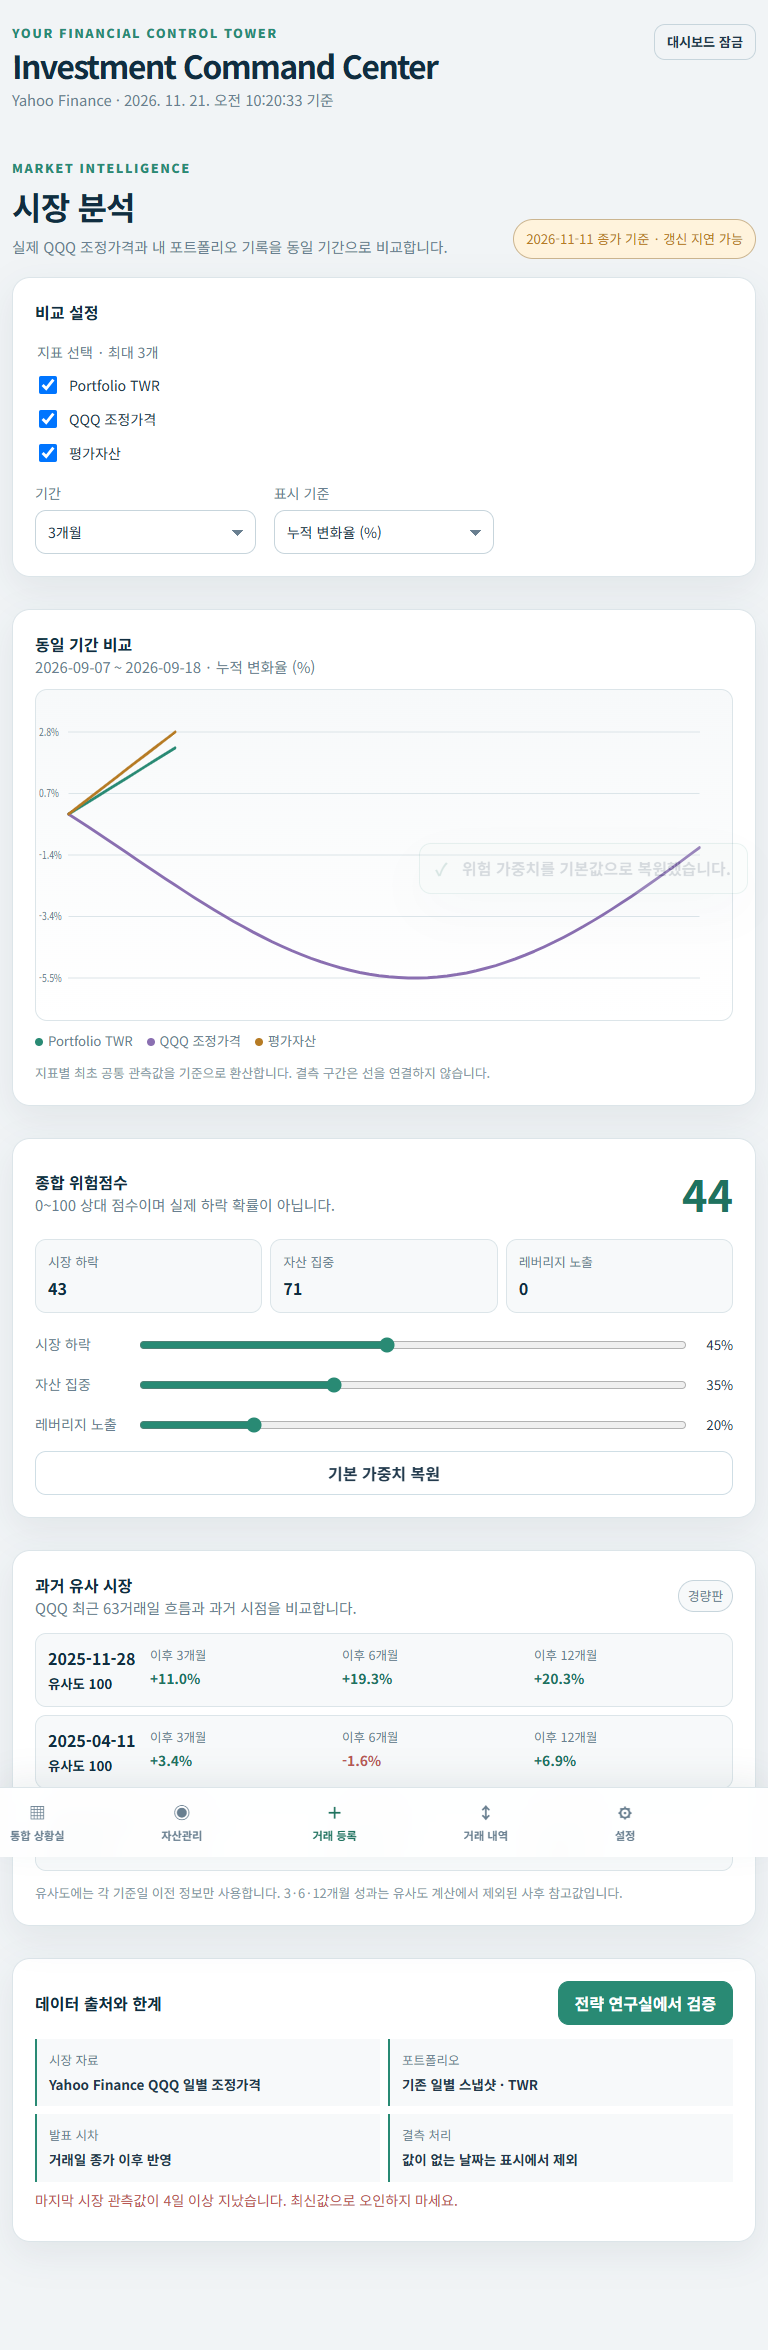 YOUR FINANCIAL CONTROL TOWER
Investment Command Center
Yahoo Finance · 2026. 11. 21. 오전 10:20:33 기준
대시보드 잠금
MARKET INTELLIGENCE
시장 분석
실제 QQQ 조정가격과 내 포트폴리오 기록을 동일 기간으로 비교합니다.
2026-11-11 종가 기준 · 갱신 지연 가능
비교 설정
지표 선택 · 최대 3개
Portfolio TWR
QQQ 조정가격
평가자산
기간
표시 기준
3개월
누적 변화율 (%)
동일 기간 비교
2026-09-07 ~ 2026-09-18 · 누적 변화율 (%)
2.8%
0.7%
-1.4%
-3.4%
-5.5%
✓ 위험 가중치를 기본값으로 복원했습니다.
Portfolio TWR
QQQ 조정가격
평가자산
지표별 최초 공통 관측값을 기준으로 환산합니다. 결측 구간은 선을 연결하지 않습니다.
종합 위험점수
0~100 상대 점수이며 실제 하락 확률이 아닙니다.
44
시장 하락
43
자산 집중
71
레버리지 노출
0
시장 하락 45%
자산 집중 35%
레버리지 노출 20%
기본 가중치 복원
과거 유사 시장
QQQ 최근 63거래일 흐름과 과거 시점을 비교합니다.
경량판
2025-11-28
유사도 100
이후 3개월
+11.0%
이후 6개월
+19.3%
이후 12개월
+20.3%
2025-04-11
유사도 100
이후 3개월
+3.4%
이후 6개월
-1.6%
이후 12개월
+6.9%
통합 상황실
자산관리
거래 등록
거래 내역
설정
유사도에는 각 기준일 이전 정보만 사용합니다. 3·6·12개월 성과는 유사도 계산에서 제외된 사후 참고값입니다.
데이터 출처와 한계
전략 연구실에서 검증
시장 자료
Yahoo Finance QQQ 일별 조정가격
포트폴리오
기존 일별 스냅샷 · TWR
발표 시차
거래일 종가 이후 반영
결측 처리
값이 없는 날짜는 표시에서 제외
마지막 시장 관측값이 4일 이상 지났습니다. 최신값으로 오인하지 마세요.